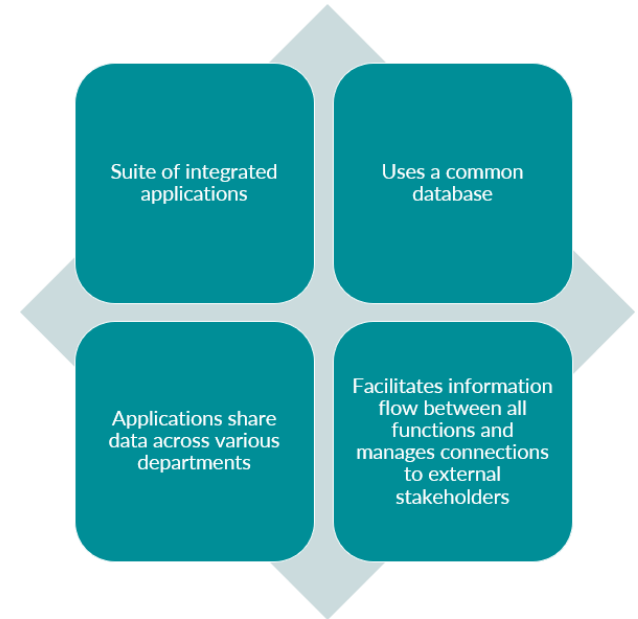 Suite of integrated
applications
Uses a common
database
Applications share
data across various
departments
Facilitates information
flow between all
functions and
manages connections
to external
stakeholders